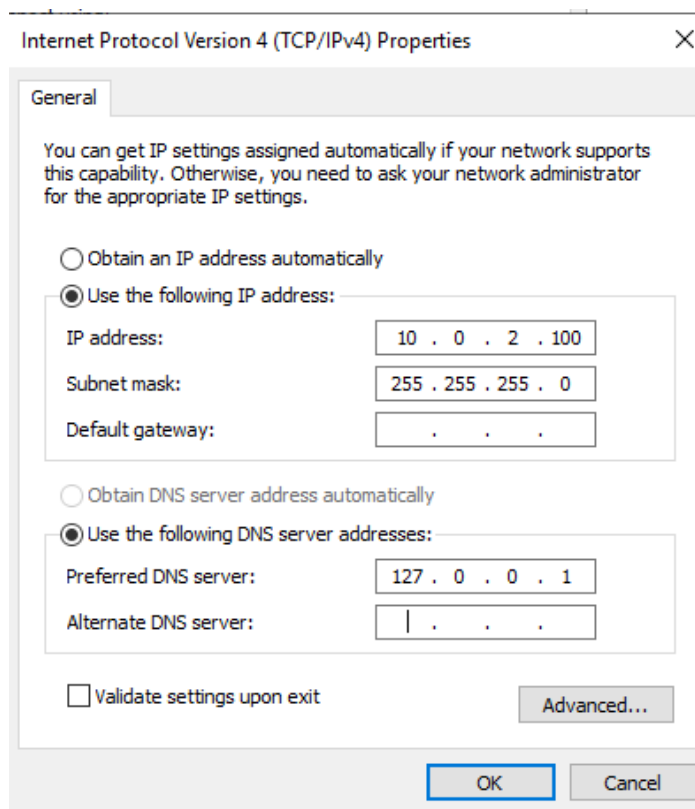 Internet Protocol Version 4 (TCP/IPv4) Properties
General
You can get IP settings assigned automatically if your network supports
this capability. Otherwise, you need to ask your network administrator
for the appropriate IP settings.
Obtain an IP address automatically
Use the following IP address:
IP address: 10 . 0 . 2 . 100
Subnet mask: 255 . 255 . 255 . 0
Default gateway: . . .
Obtain DNS server address automatically
Use the following DNS server addresses:
Preferred DNS server: 127 . 0 . 0 . 1
Alternate DNS server: . . .
Validate settings upon exit
Advanced...
OK Cancel